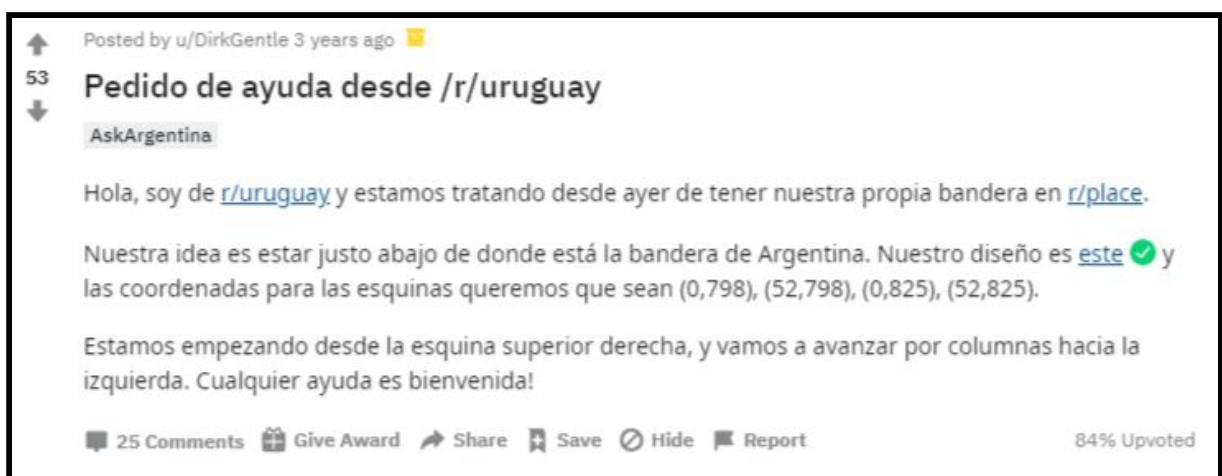 Posted by u/DirkGentle 3 years ago
53
Pedido de ayuda desde /r/uruguay
AskArgentina
Hola, soy de r/uruguay y estamos tratando desde ayer de tener nuestra propia bandera en r/place.
Nuestra idea es estar justo abajo de donde está la bandera de Argentina. Nuestro diseño es este y
las coordenadas para las esquinas queremos que sean (0,798), (52,798), (0,825), (52,825).
Estamos empezando desde la esquina superior derecha, y vamos a avanzar por columnas hacia la
izquierda. Cualquier ayuda es bienvenida!
25 Comments Give Award Share Save Hide Report 84% Upvoted